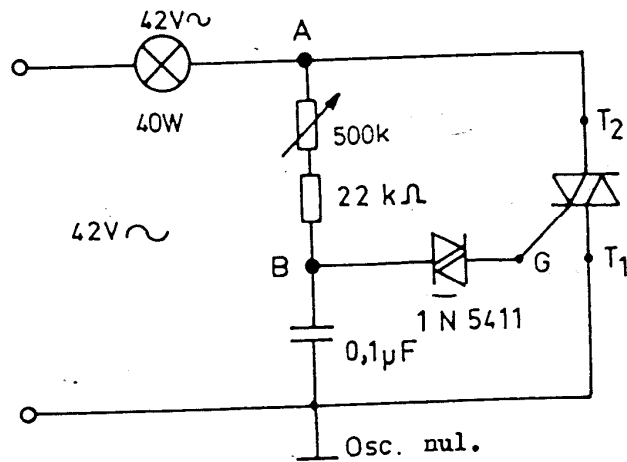 42V~
A
40W
500k
T2
22 kΩ
42V~
B
G
T1
1 N 5411
0,1μF
Osc. nul.